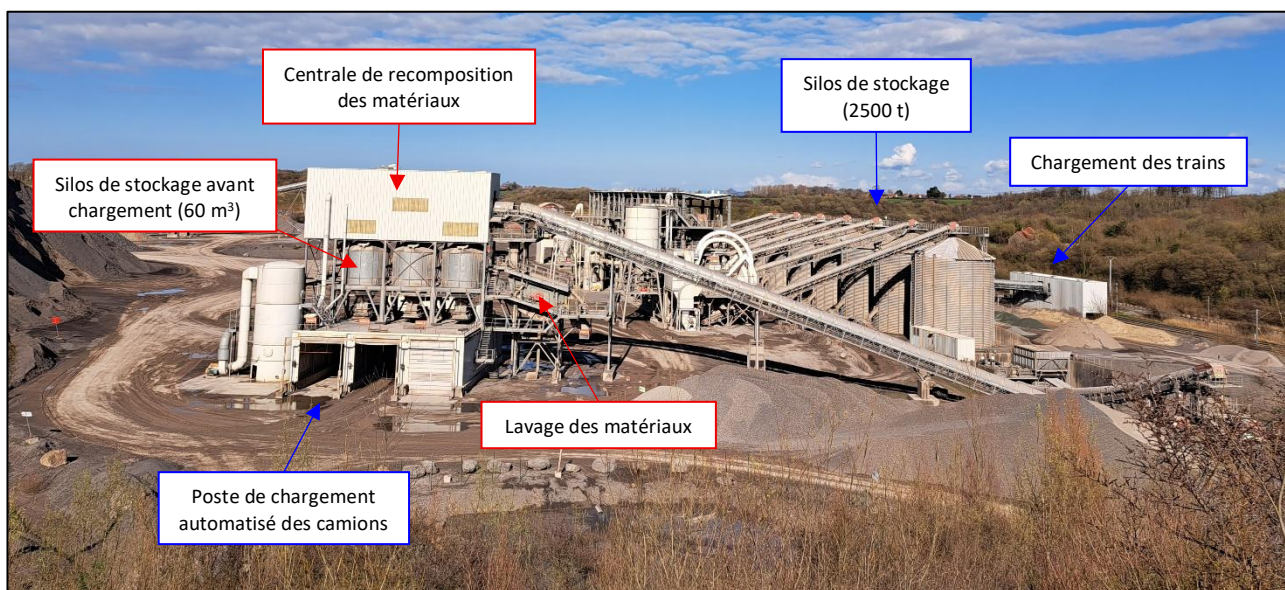 Centrale de recomposition
des matériaux
Silos de stockage
(2500 t)
Chargement des trains
Silos de stockage avant
chargement (60 m³)
Lavage des matériaux
Poste de chargement
automatisé des camions